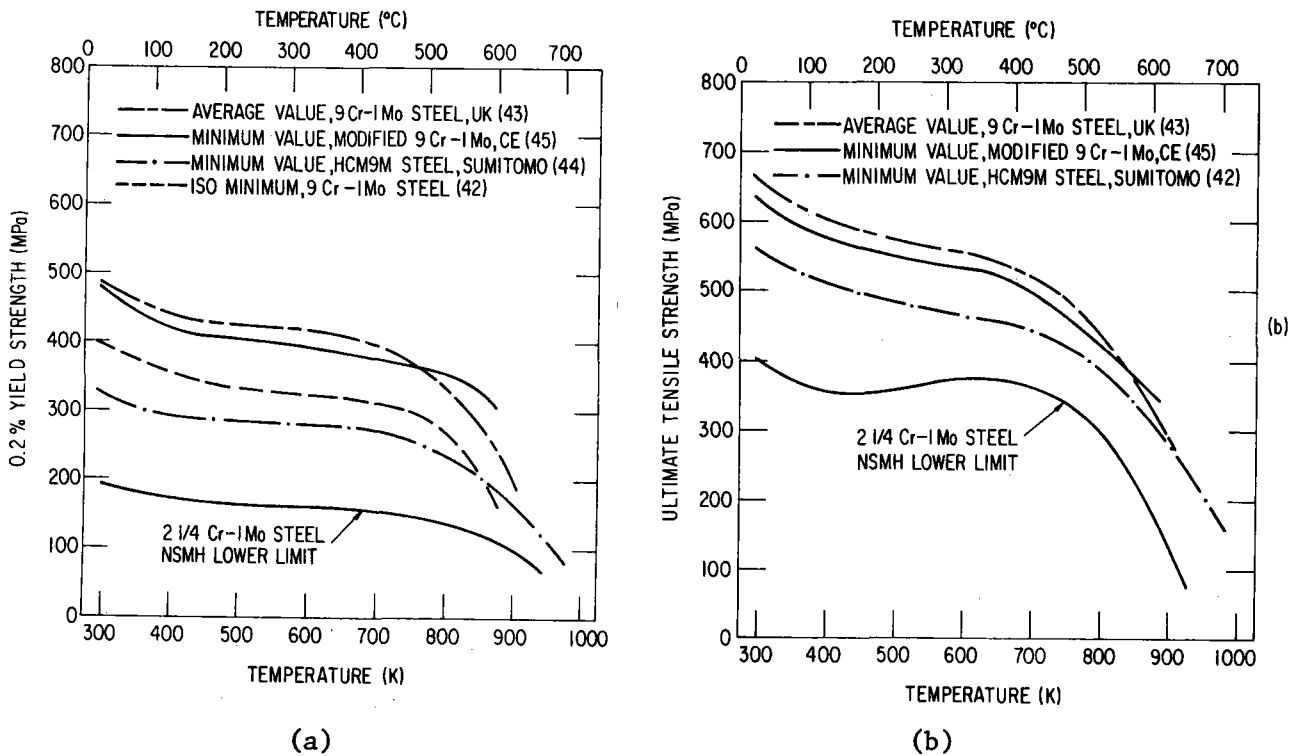 TEMPERATURE (°C)
0 100 200 300 400 500 600 700
800
700
600
500
400
300
200
100
0
0.2 % YIELD STRENGTH (MPa)
AVERAGE VALUE, 9 Cr-1Mo STEEL, UK (43)
MINIMUM VALUE, MODIFIED 9 Cr-1Mo, CE (45)
MINIMUM VALUE, HCM9M STEEL, SUMITOMO (44)
ISO MINIMUM, 9 Cr-1Mo STEEL (42)
2 1/4 Cr-1Mo STEEL
NSMH LOWER LIMIT
300 400 500 600 700 800 900 1000
TEMPERATURE (K)
(a)
TEMPERATURE (°C)
0 100 200 300 400 500 600 700
800
700
600
500
400
300
200
100
0
ULTIMATE TENSILE STRENGTH (MPa)
AVERAGE VALUE, 9 Cr-1Mo STEEL, UK (43)
MINIMUM VALUE, MODIFIED 9 Cr-1Mo, CE (45)
MINIMUM VALUE, HCM9M STEEL, SUMITOMO (42)
2 1/4 Cr-1Mo STEEL
NSMH LOWER LIMIT
300 400 500 600 700 800 900 1000
TEMPERATURE (K)
(b)
(b)